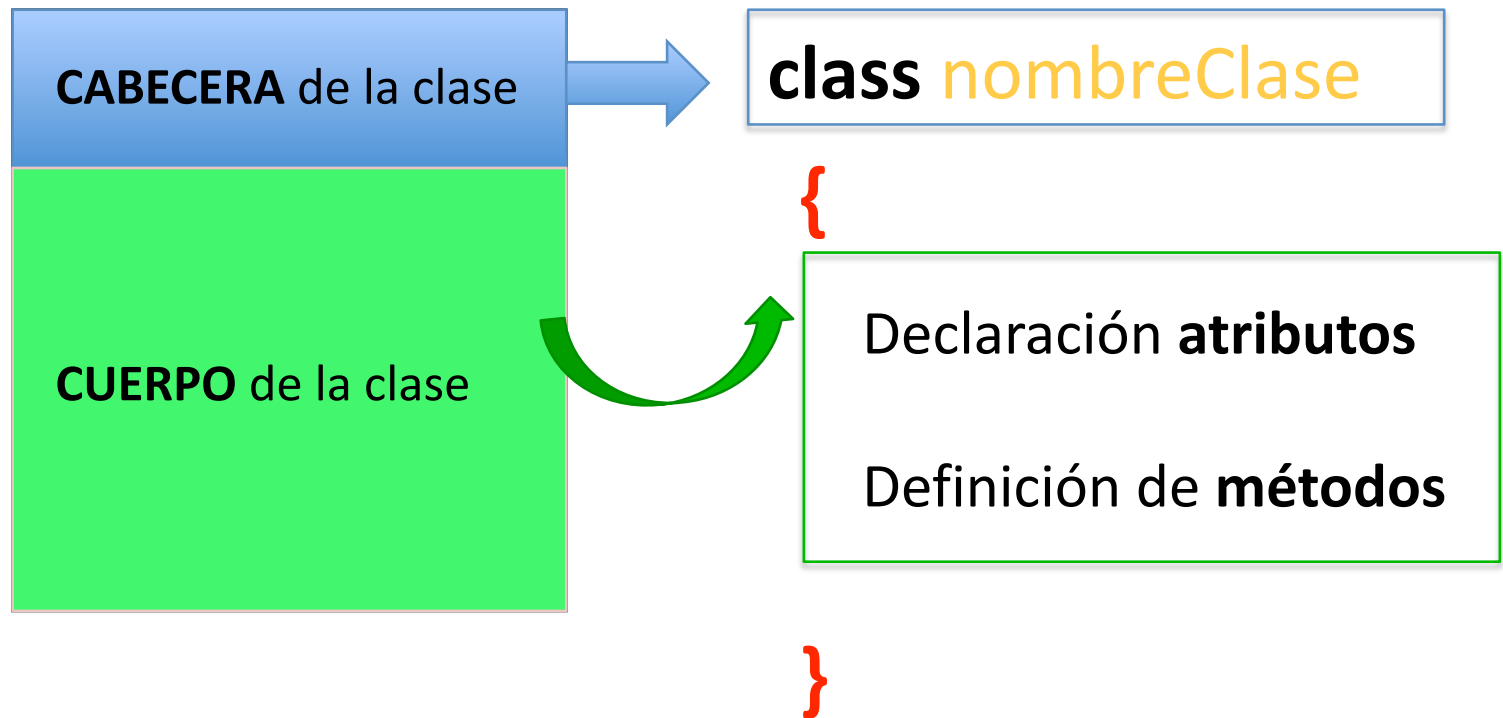 CABECERA de la clase
class nombreClase
{
CUERPO de la clase
Declaración atributos
Definición de métodos
}